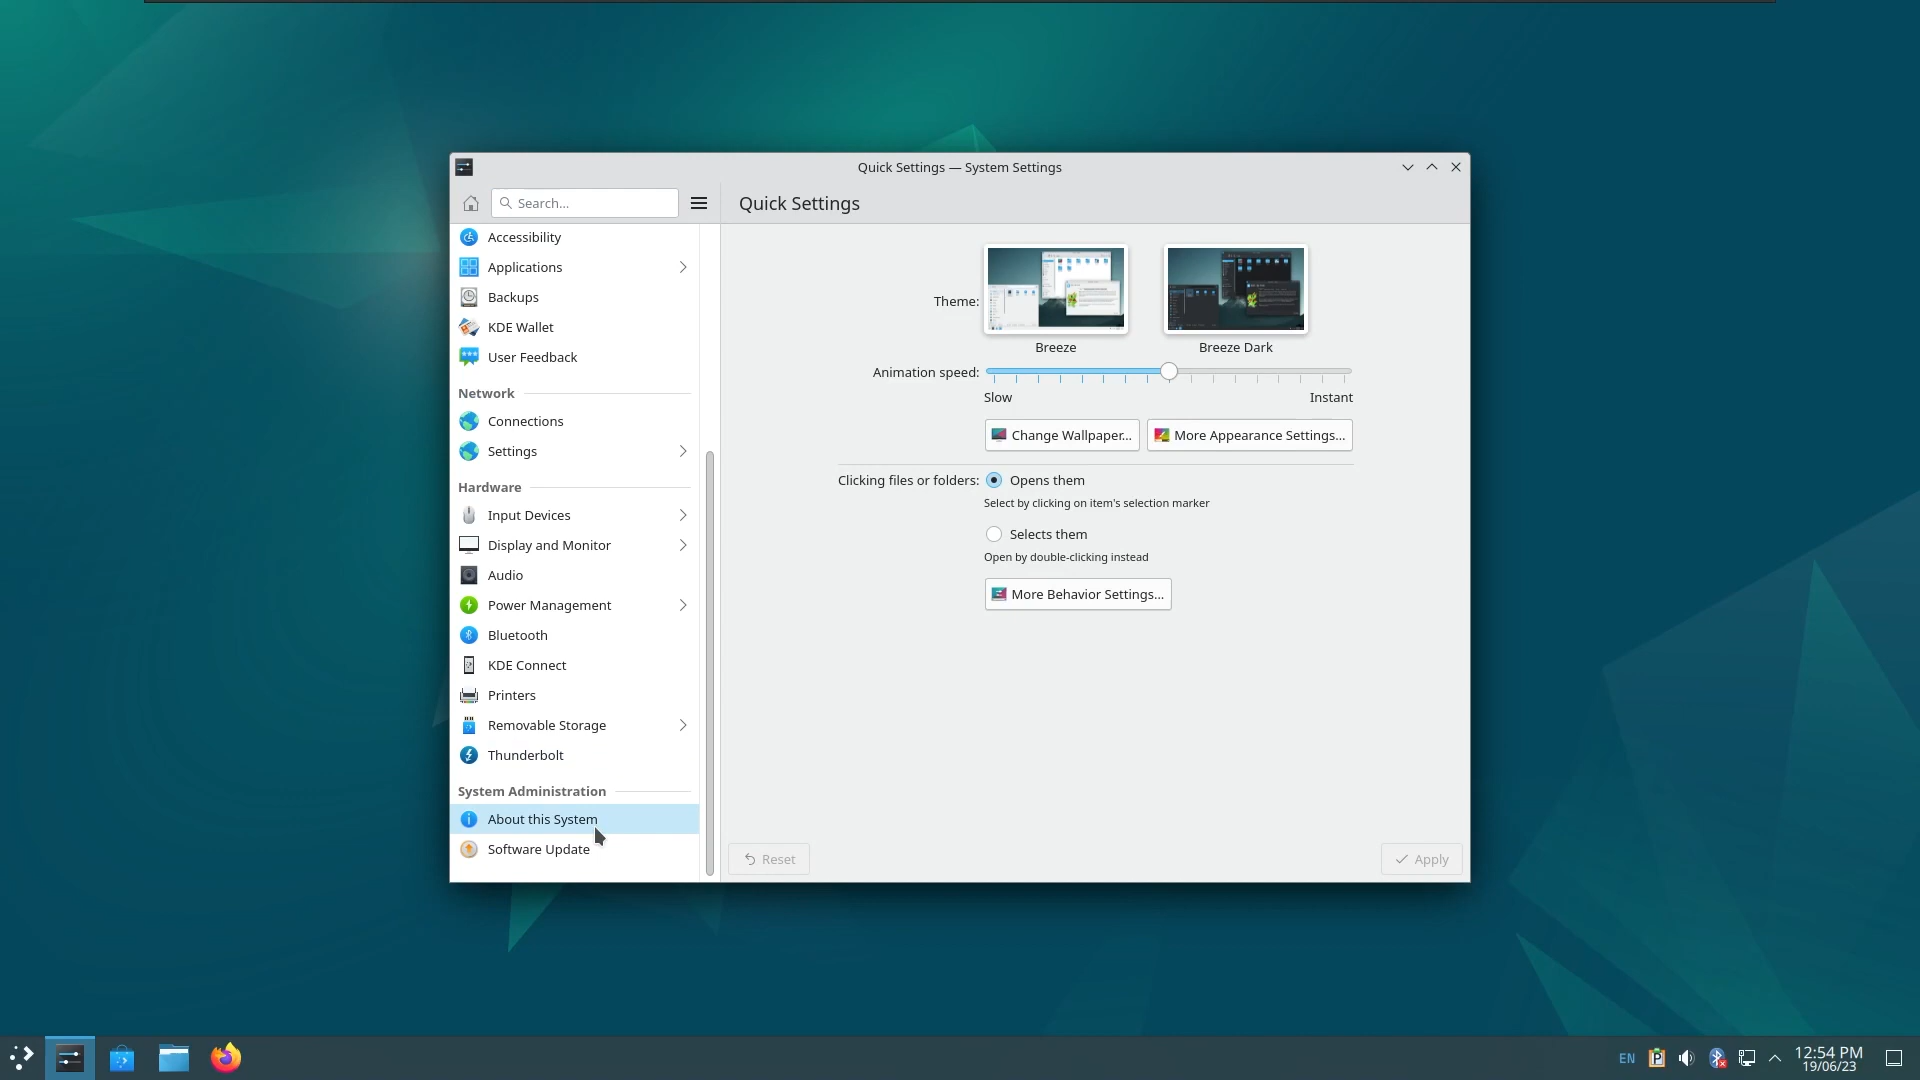 Quick Settings — System Settings
Search...
Quick Settings
Accessibility
Applications
Backups
KDE Wallet
User Feedback
Network
Connections
Settings
Hardware
Input Devices
Display and Monitor
Audio
Power Management
Bluetooth
KDE Connect
Printers
Removable Storage
Thunderbolt
System Administration
About this System
Software Update
Theme:
Breeze
Breeze Dark
Animation speed:
Slow
Instant
Change Wallpaper...
More Appearance Settings...
Clicking files or folders:
Opens them
Select by clicking on item's selection marker
Selects them
Open by double-clicking instead
More Behavior Settings...
Reset
Apply
EN
12:54 PM
19/06/23